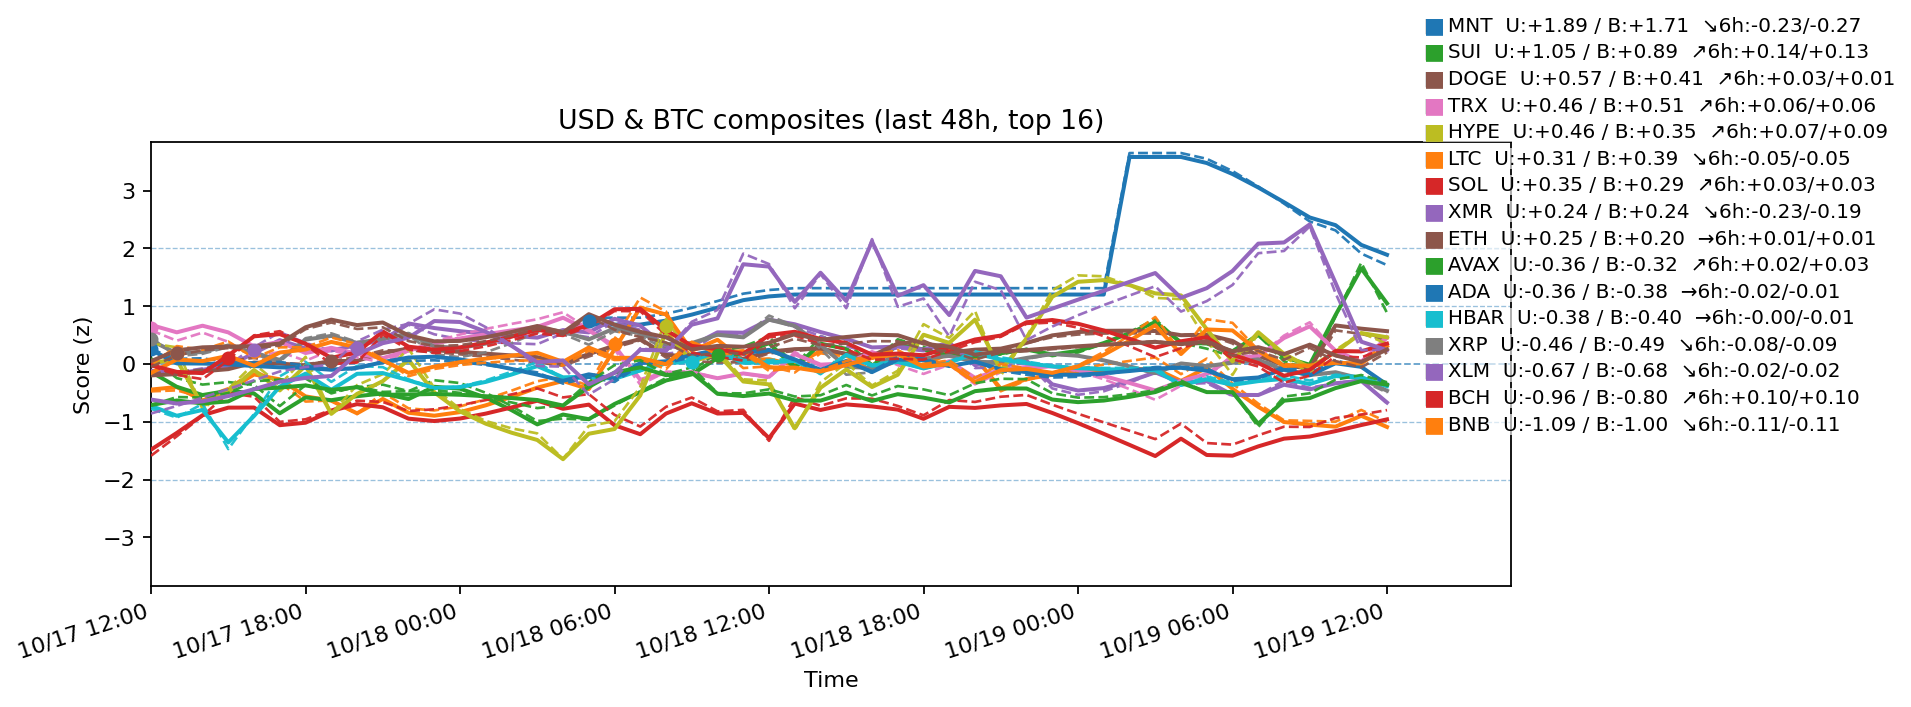 MNT  U:+1.89 / B:+1.71  ↘6h:-0.23/-0.27
SUI  U:+1.05 / B:+0.89  ↗6h:+0.14/+0.13
DOGE  U:+0.57 / B:+0.41  ↗6h:+0.03/+0.01
TRX  U:+0.46 / B:+0.51  ↗6h:+0.06/+0.06
HYPE  U:+0.46 / B:+0.35  ↗6h:+0.07/+0.09
LTC  U:+0.31 / B:+0.39  ↘6h:-0.05/-0.05
SOL  U:+0.35 / B:+0.29  ↗6h:+0.03/+0.03
XMR  U:+0.24 / B:+0.24  ↘6h:-0.23/-0.19
ETH  U:+0.25 / B:+0.20  →6h:+0.01/+0.01
AVAX  U:-0.36 / B:-0.32  ↗6h:+0.02/+0.03
ADA  U:-0.36 / B:-0.38  →6h:-0.02/-0.01
HBAR  U:-0.38 / B:-0.40  →6h:-0.00/-0.01
XRP  U:-0.46 / B:-0.49  ↘6h:-0.08/-0.09
XLM  U:-0.67 / B:-0.68  ↘6h:-0.02/-0.02
BCH  U:-0.96 / B:-0.80  ↗6h:+0.10/+0.10
BNB  U:-1.09 / B:-1.00  ↘6h:-0.11/-0.11
USD & BTC composites (last 48h, top 16)
Score (z)
3
2
1
0
−1
−2
−3
10/17 12:00
10/17 18:00
10/18 00:00
10/18 06:00
10/18 12:00
10/18 18:00
10/19 00:00
10/19 06:00
10/19 12:00
Time